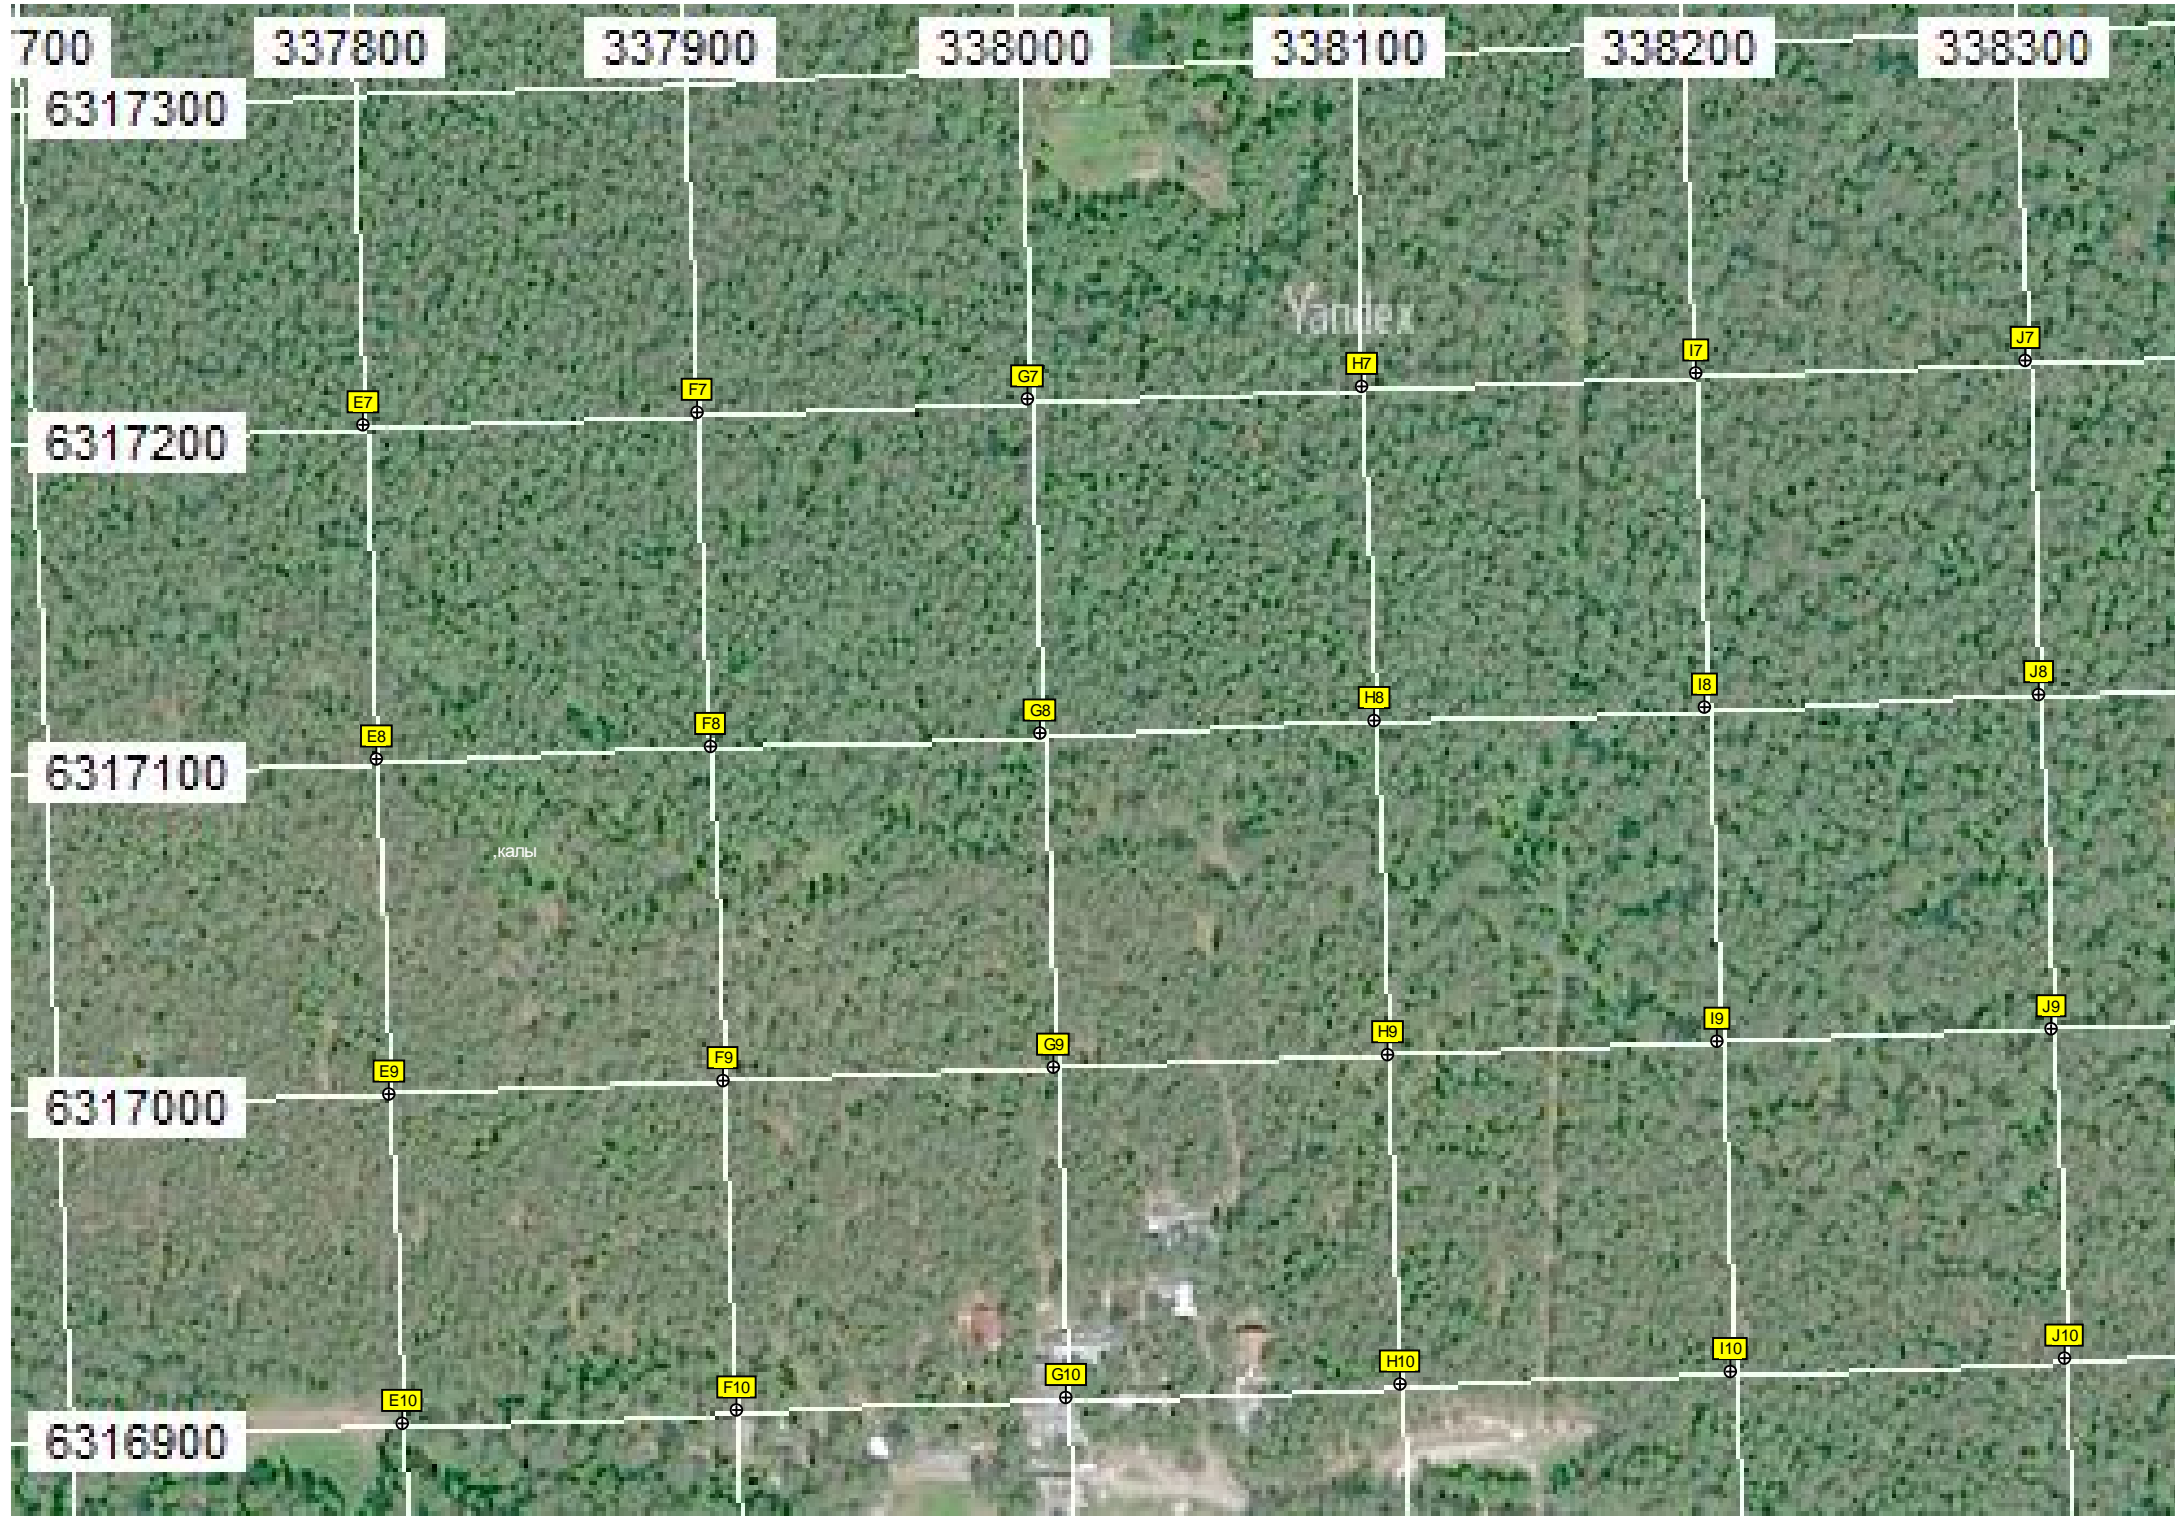 700 337800 337900 338000 338100 338200 338300
6317300
Yandex
E7 F7 G7 H7 I7 J7
6317200
E8 F8 G8 H8 I8 J8
6317100
,калы
E9 F9 G9 H9 I9 J9
6317000
E10 F10 G10 H10 I10 J10
6316900